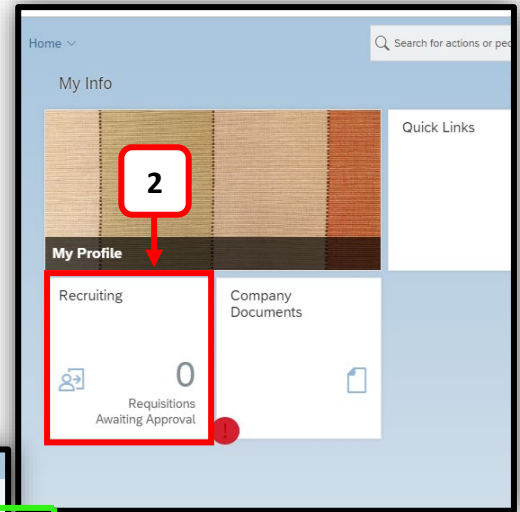 Home
Search for actions or peo
My Info
Quick Links
2
My Profile
Recruiting
Company
Documents
0
Requisitions
Awaiting Approval
!